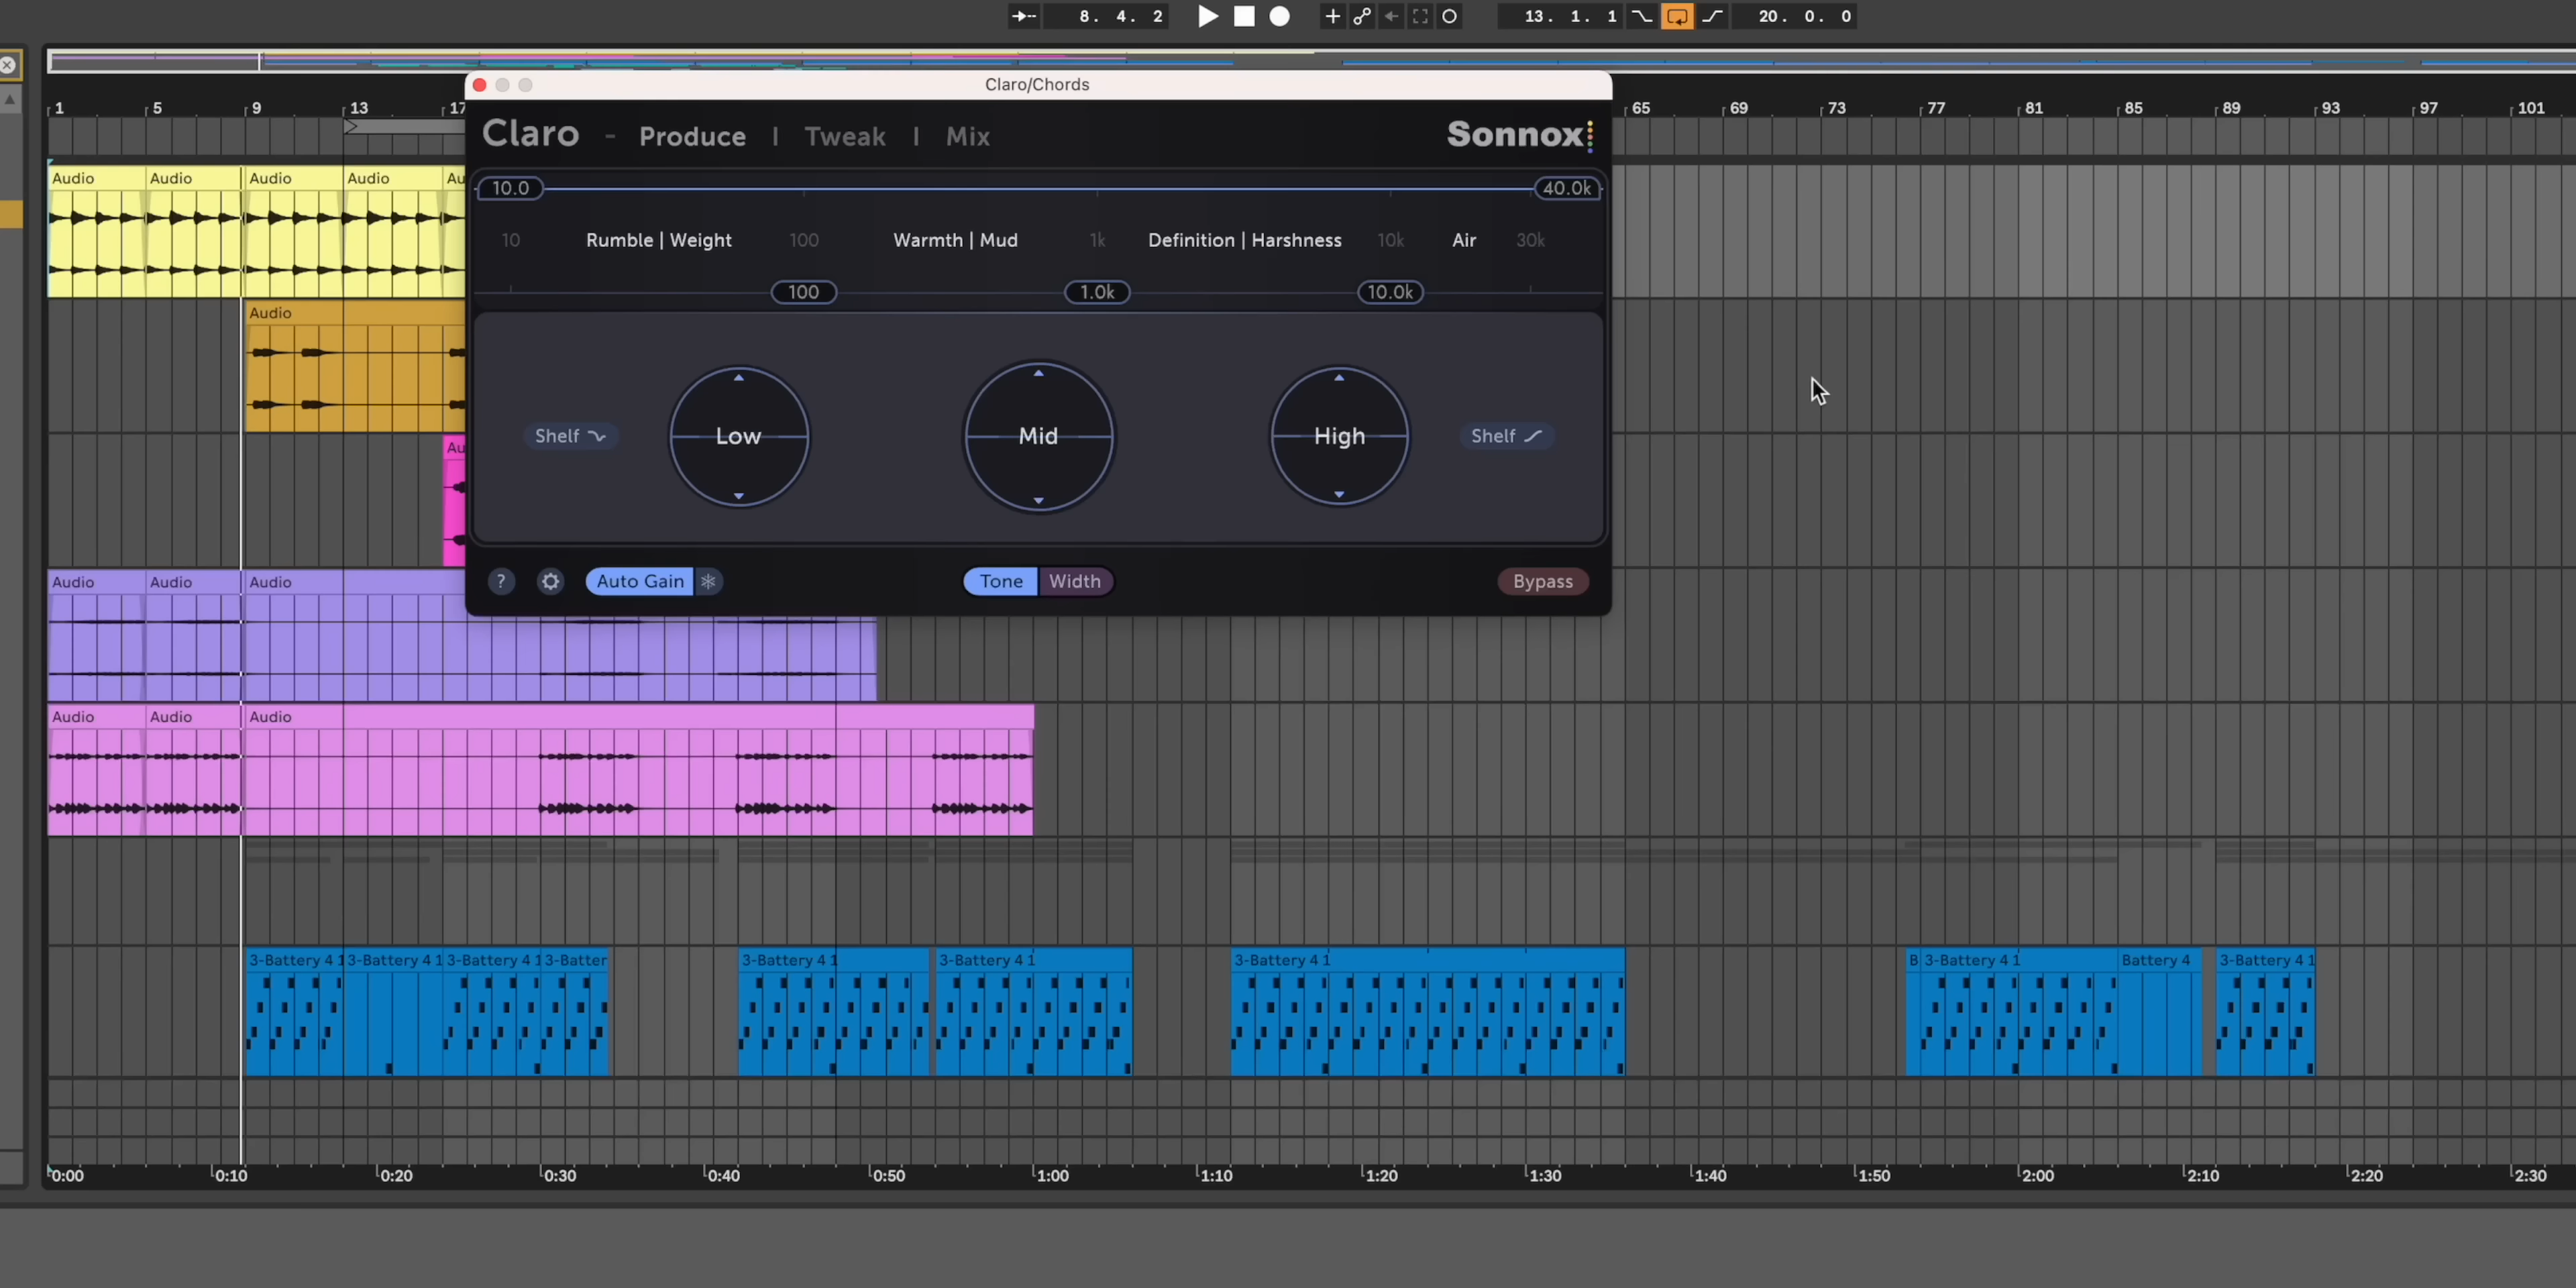 8. 4. 2 13. 1. 1 20. 0. 0
Claro/Chords
1 5 9 13 17 65 69 73 77 81 85 89 93 97 101
Claro - Produce | Tweak | Mix Sonnox
Audio Audio Audio Audio Au
10.0 40.0k
10 Rumble | Weight 100 Warmth | Mud 1k Definition | Harshness 10k Air 30k
100 1.0k 10.0k
Audio
Shelf Low Mid High Shelf
Au
? Auto Gain Tone Width Bypass
Audio Audio Audio
Audio Audio Audio
3-Battery 4 1 3-Battery 4 1 3-Battery 4 1 3-Batter 3-Battery 4 1 3-Battery 4 1 3-Battery 4 1 B 3-Battery 4 1 Battery 4 3-Battery 4 1
0:00 0:10 0:20 0:30 0:40 0:50 1:00 1:10 1:20 1:30 1:40 1:50 2:00 2:10 2:20 2:30